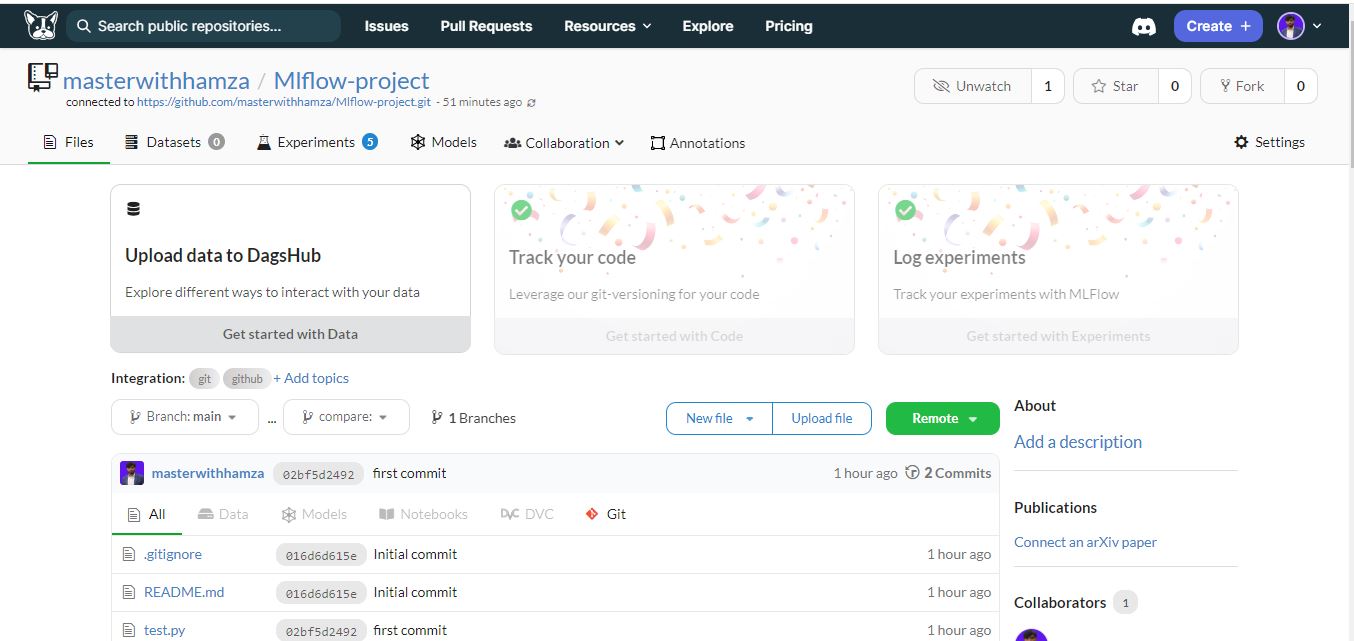 Search public repositories... Issues Pull Requests Resources Explore Pricing Create +
masterwithhamza / Mlflow-project Unwatch 1 Star 0 Fork 0
connected to https://github.com/masterwithhamza/Mlflow-project.git - 51 minutes ago
Files Datasets 0 Experiments 5 Models Collaboration Annotations Settings
Upload data to DagsHub
Explore different ways to interact with your data
Get started with Data
Track your code
Leverage our git-versioning for your code
Get started with Code
Log experiments
Track your experiments with MLFlow
Get started with Experiments
Integration: git github + Add topics
Branch: main ... compare: 1 Branches New file Upload file Remote
masterwithhamza 02bf5d2492 first commit 1 hour ago 2 Commits
All Data Models Notebooks DVC DVC Git
.gitignore 016d6d615e Initial commit 1 hour ago
README.md 016d6d615e Initial commit 1 hour ago
test.py 02bf5d2492 first commit 1 hour ago
About
Add a description
Publications
Connect an arXiv paper
Collaborators 1